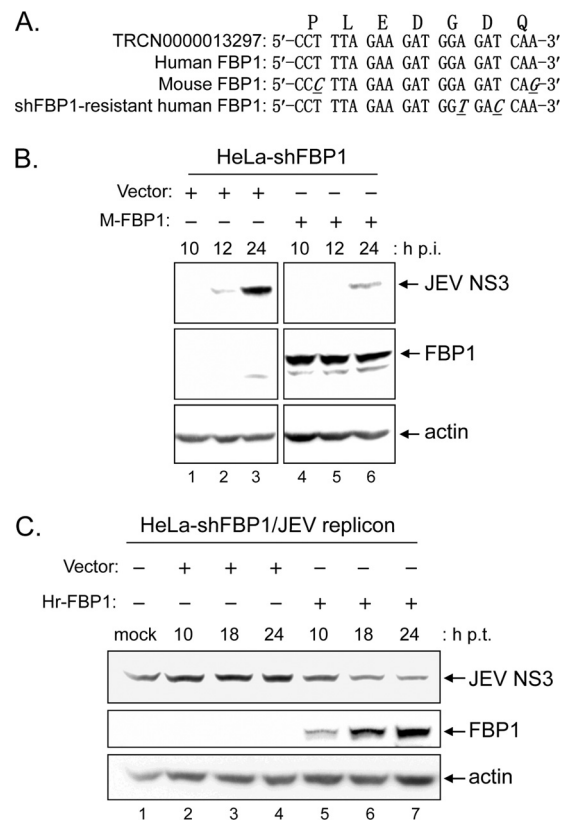 A.
P L E D G D Q
TRCN0000013297: 5′-CCT TTA GAA GAT GGA GAT CAA-3′
Human FBP1: 5′-CCT TTA GAA GAT GGA GAT CAA-3′
Mouse FBP1: 5′-CCC TTA GAA GAT GGA GAT CAG-3′
shFBP1-resistant human FBP1: 5′-CCT TTA GAA GAT GGT GAC CAA-3′
B.
HeLa-shFBP1
Vector: + + + – – –
M-FBP1: – – – + + +
10 12 24 10 12 24 : h p.i.
JEV NS3
FBP1
actin
1 2 3 4 5 6
C.
HeLa-shFBP1/JEV replicon
Vector: – + + + – – –
Hr-FBP1: – – – – + + +
mock 10 18 24 10 18 24 : h p.t.
JEV NS3
FBP1
actin
1 2 3 4 5 6 7